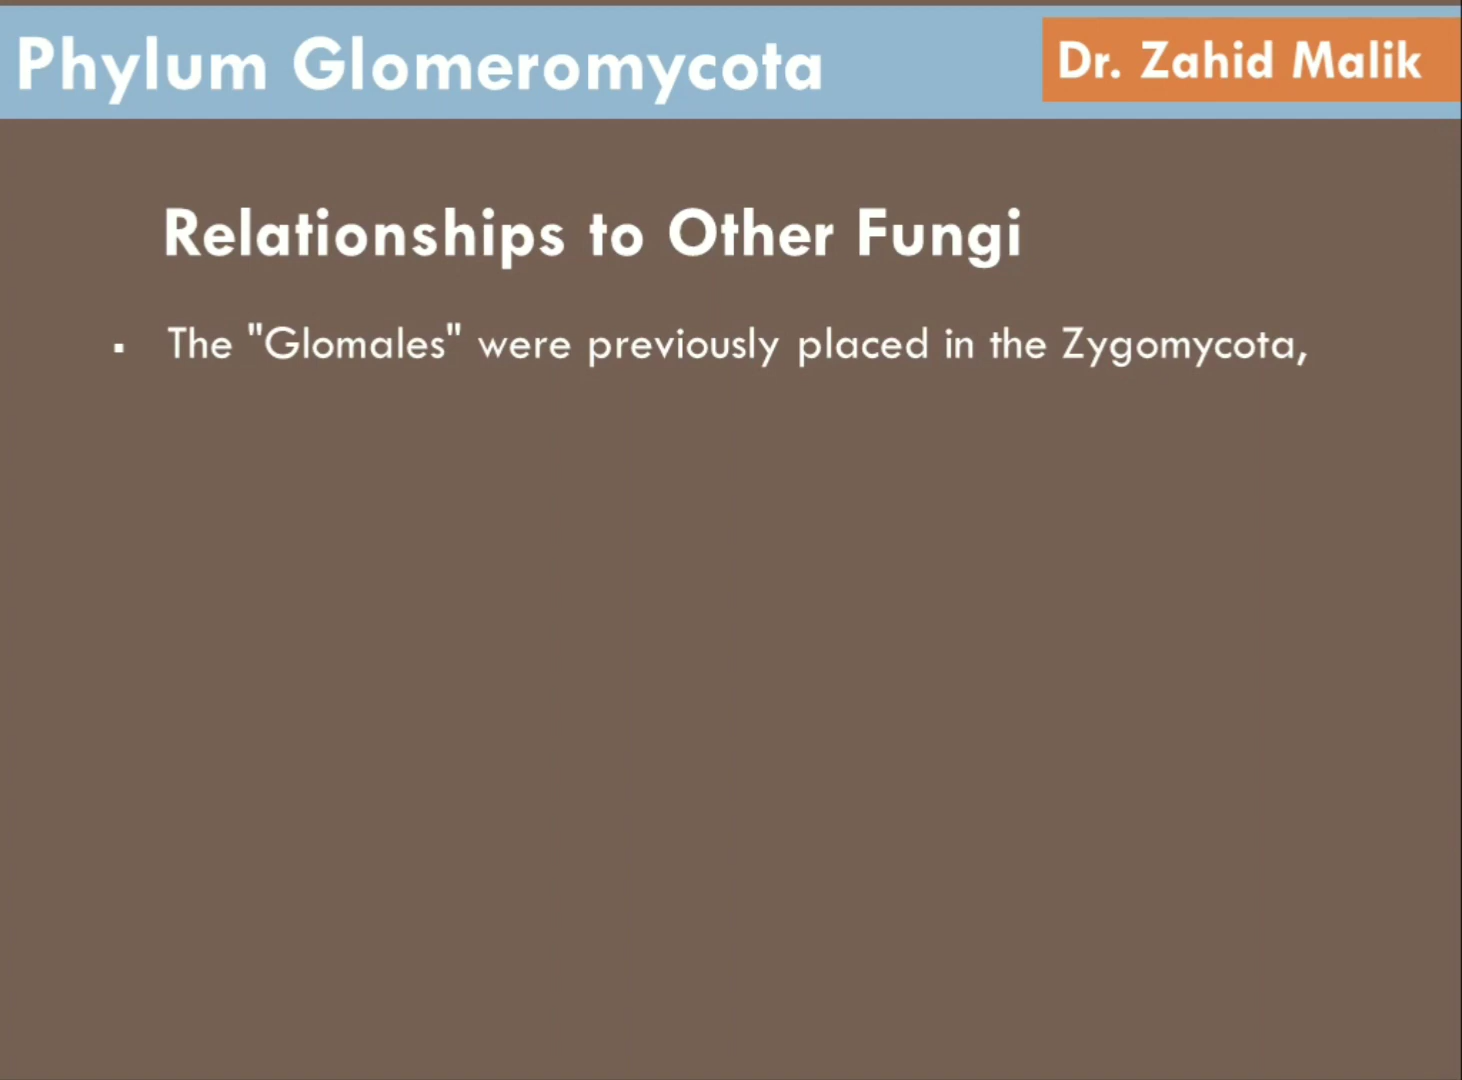 Phylum Glomeromycota
Dr. Zahid Malik
Relationships to Other Fungi
▪ The "Glomales" were previously placed in the Zygomycota,